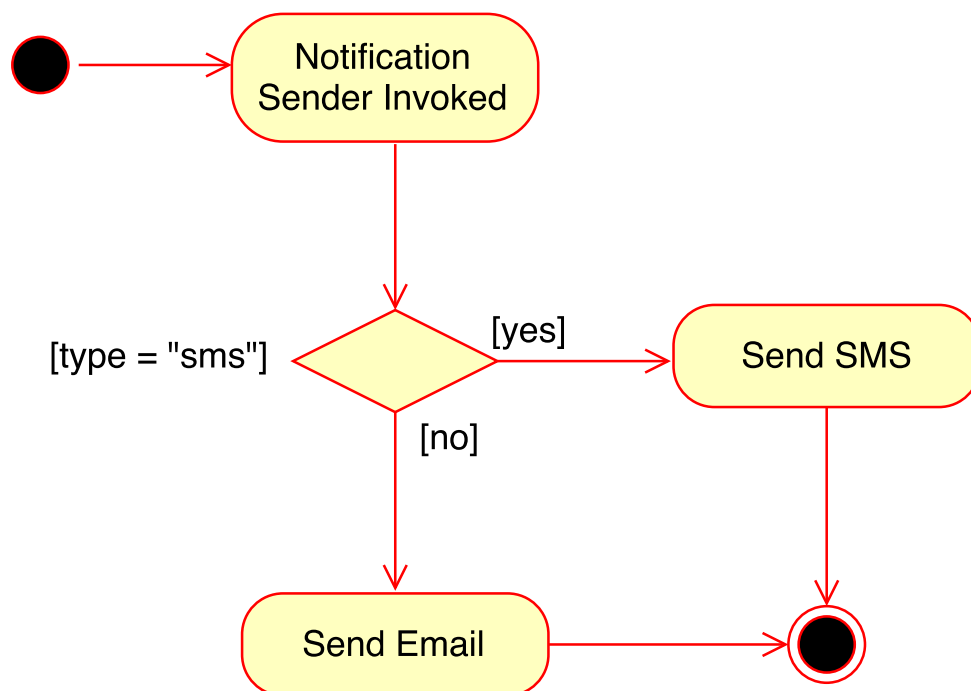 Notification
Sender Invoked
[yes]
[type = "sms"]
Send SMS
[no]
Send Email